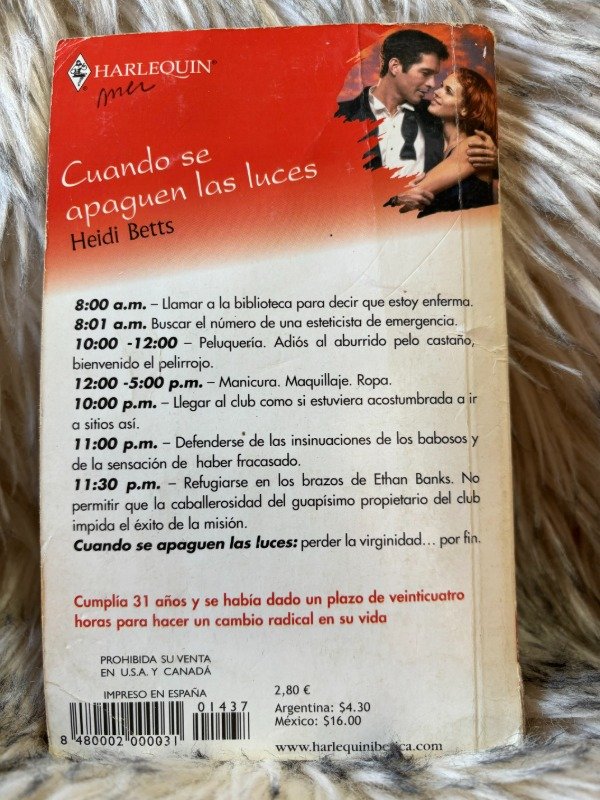 HARLEQUIN®
Cuando se
apaguen las luces
Heidi Betts
8:00 a.m. – Llamar a la biblioteca para decir que estoy enferma.
8:01 a.m. Buscar el número de una esteticista de emergencia.
10:00 -12:00 – Peluquería. Adiós al aburrido pelo castaño,
bienvenido el pelirrojo.
12:00 -5:00 p.m. – Manicura. Maquillaje. Ropa.
10:00 p.m. – Llegar al club como si estuviera acostumbrada a ir
a sitios así.
11:00 p.m. – Defenderse de las insinuaciones de los babosos y
de la sensación de haber fracasado.
11:30 p.m. – Refugiarse en los brazos de Ethan Banks. No
permitir que la caballerosidad del guapísimo propietario del club
impida el éxito de la misión.
Cuando se apaguen las luces: perder la virginidad... por fin.
Cumplía 31 años y se había dado un plazo de veinticuatro
horas para hacer un cambio radical en su vida
PROHIBIDA SU VENTA
EN U.S.A. Y CANADÁ
IMPRESO EN ESPAÑA
01437
8 480002 000031
2,80 €
Argentina: $4.30
México: $16.00
www.harlequiniberica.com